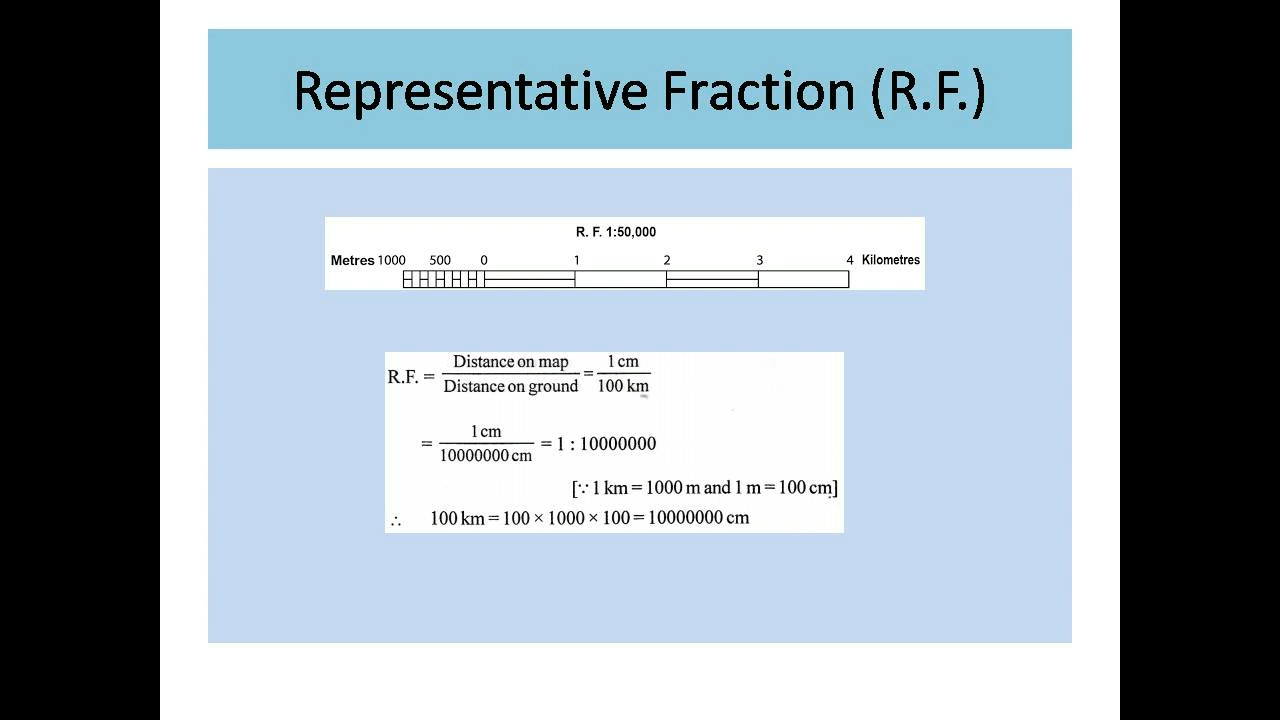 Representative Fraction (R.F.)
R. F. 1:50,000
Metres 1000 500 0 1 2 3 4 Kilometres
R.F. = Distance on map / Distance on ground = 1 cm / 100 km
= 1 cm / 10000000 cm = 1 : 10000000
[∵ 1 km = 1000 m and 1 m = 100 cm]
∴ 100 km = 100 × 1000 × 100 = 10000000 cm